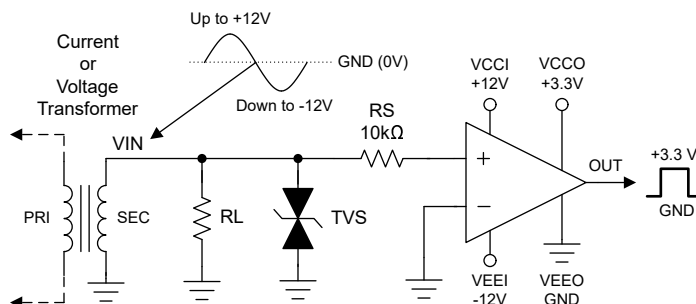 Up to +12V
Current
or
Voltage
Transformer
GND (0V)
Down to -12V
VIN
RS
10kΩ
VCCI
+12V
VCCO
+3.3V
+
−
OUT
+3.3 V
GND
PRI
SEC
RL
TVS
VEEI
-12V
VEEO
GND